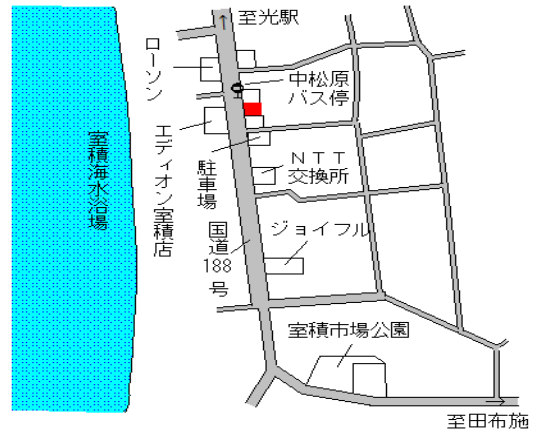 至光駅
ローソン
中松原
バス停
室積海水浴場
エディオン室積店
駐車場
ＮＴＴ
交換所
国道
188
号
ジョイフル
室積市場公園
至田布施